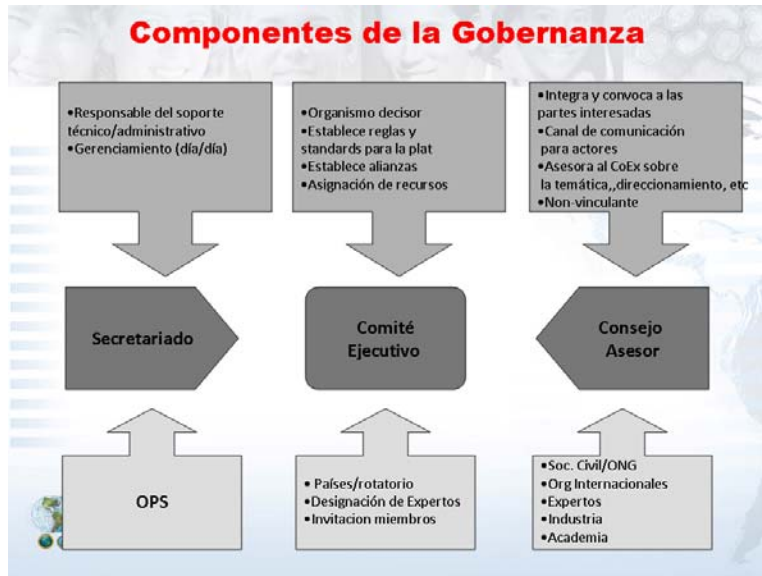 Componentes de la Gobernanza
•Responsable del soporte
técnico/administrativo
•Gerenciamiento (día/día)
•Organismo decisor
•Establece reglas y
standards para la plat
•Establece alianzas
•Asignación de recursos
•Integra y convoca a las
partes interesadas
•Canal de comunicación
para actores
•Asesora al CoEx sobre
la temática,,direccionamiento, etc
•Non-vinculante
Secretariado
Comité
Ejecutivo
Consejo
Asesor
OPS
• Países/rotatorio
•Designación de Expertos
•Invitacion miembros
•Soc. Civil/ONG
•Org Internacionales
•Expertos
•Industria
•Academia